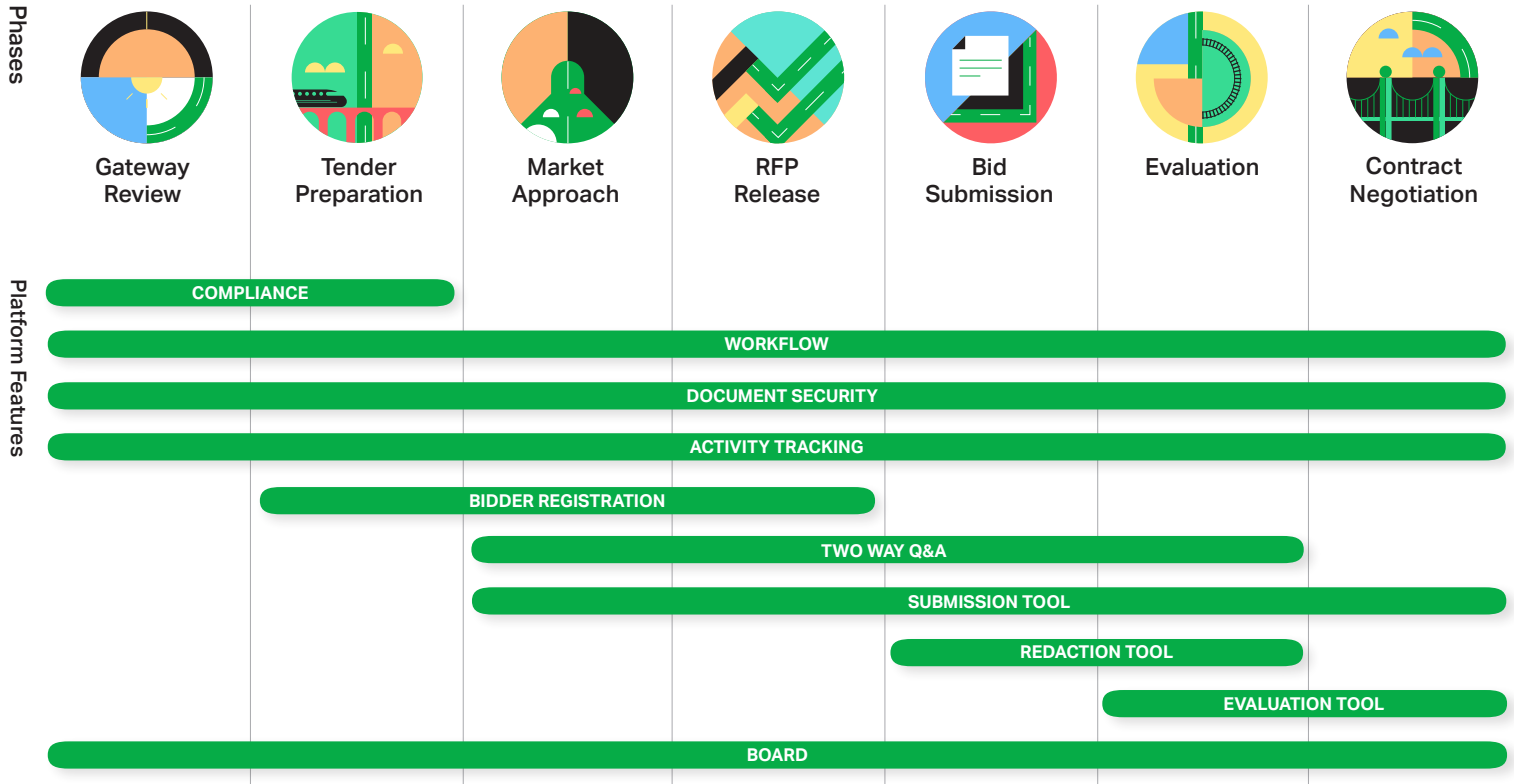 Phases
Gateway
Review
Tender
Preparation
Market
Approach
RFP
Release
Bid
Submission
Evaluation
Contract
Negotiation
Platform Features
COMPLIANCE
WORKFLOW
DOCUMENT SECURITY
ACTIVITY TRACKING
BIDDER REGISTRATION
TWO WAY Q&A
SUBMISSION TOOL
REDACTION TOOL
EVALUATION TOOL
BOARD